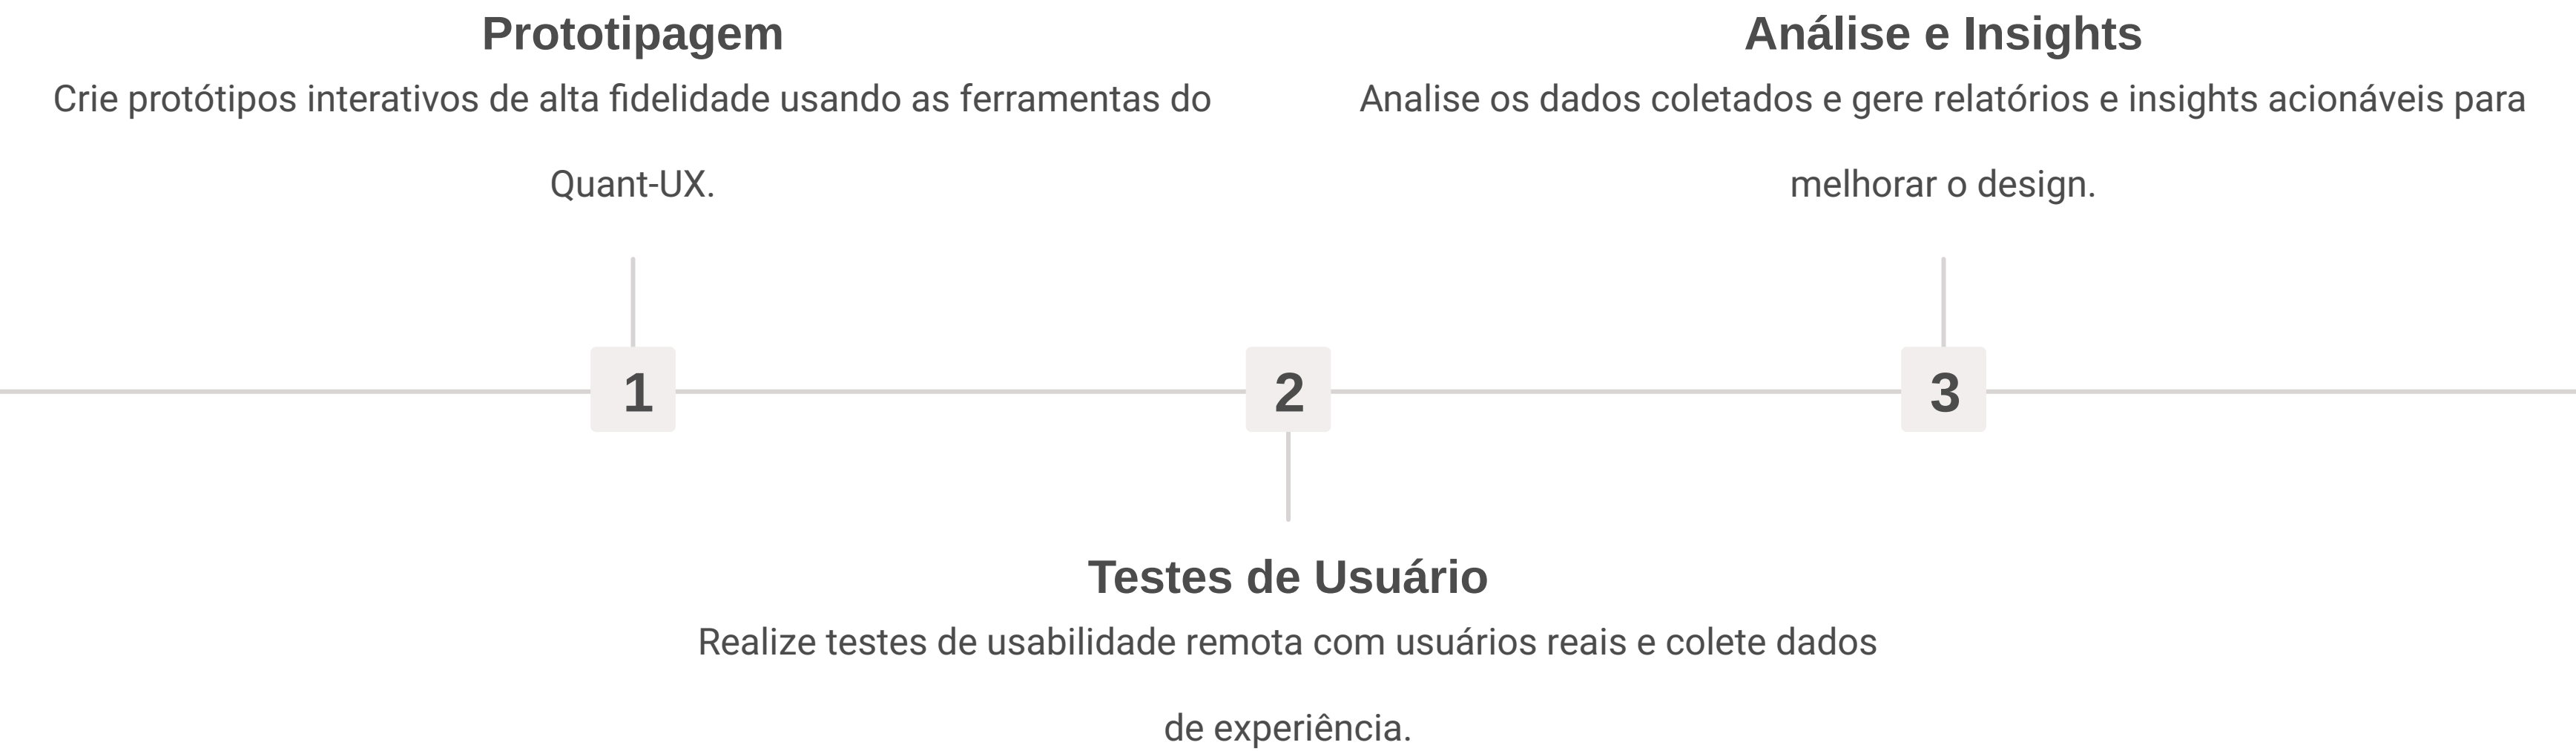 Prototipagem
Crie protótipos interativos de alta fidelidade usando as ferramentas do
Quant-UX.
Análise e Insights
Analise os dados coletados e gere relatórios e insights acionáveis para
melhorar o design.
1
2
3
Testes de Usuário
Realize testes de usabilidade remota com usuários reais e colete dados
de experiência.